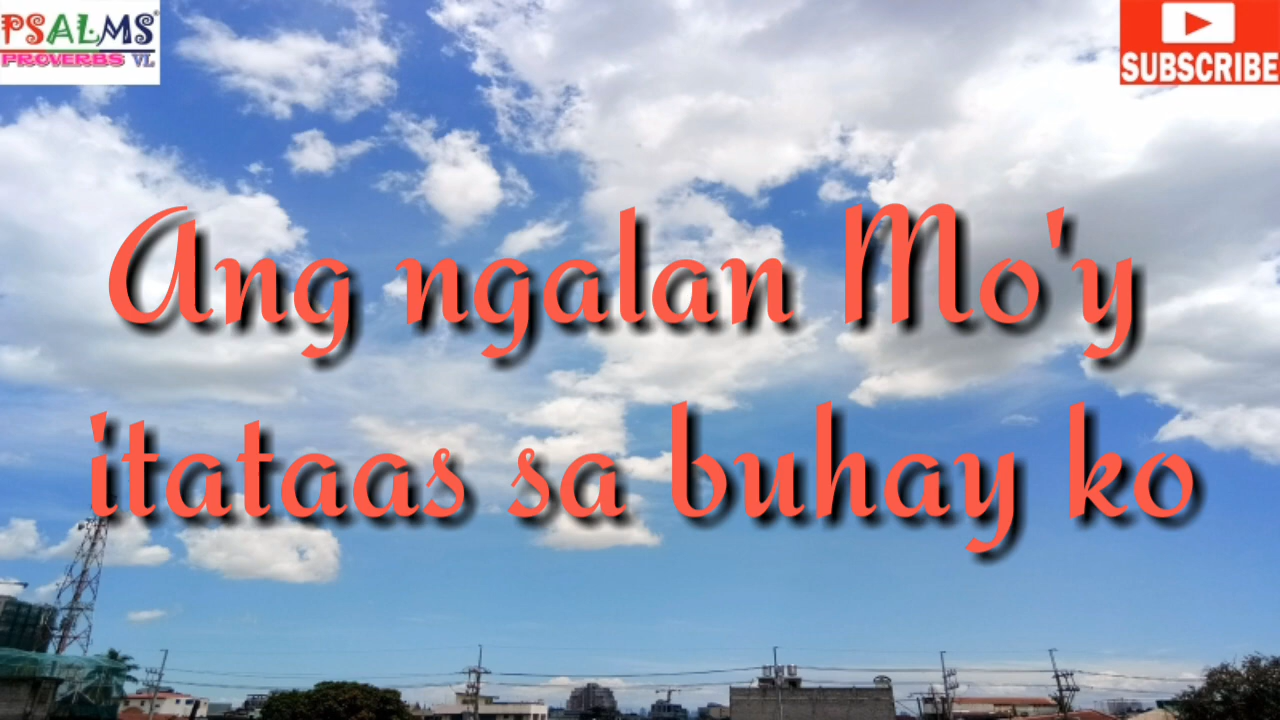 PSALMS
PROVERBS VL
SUBSCRIBE
Ang ngalan Mo'y
itataas sa buhay ko